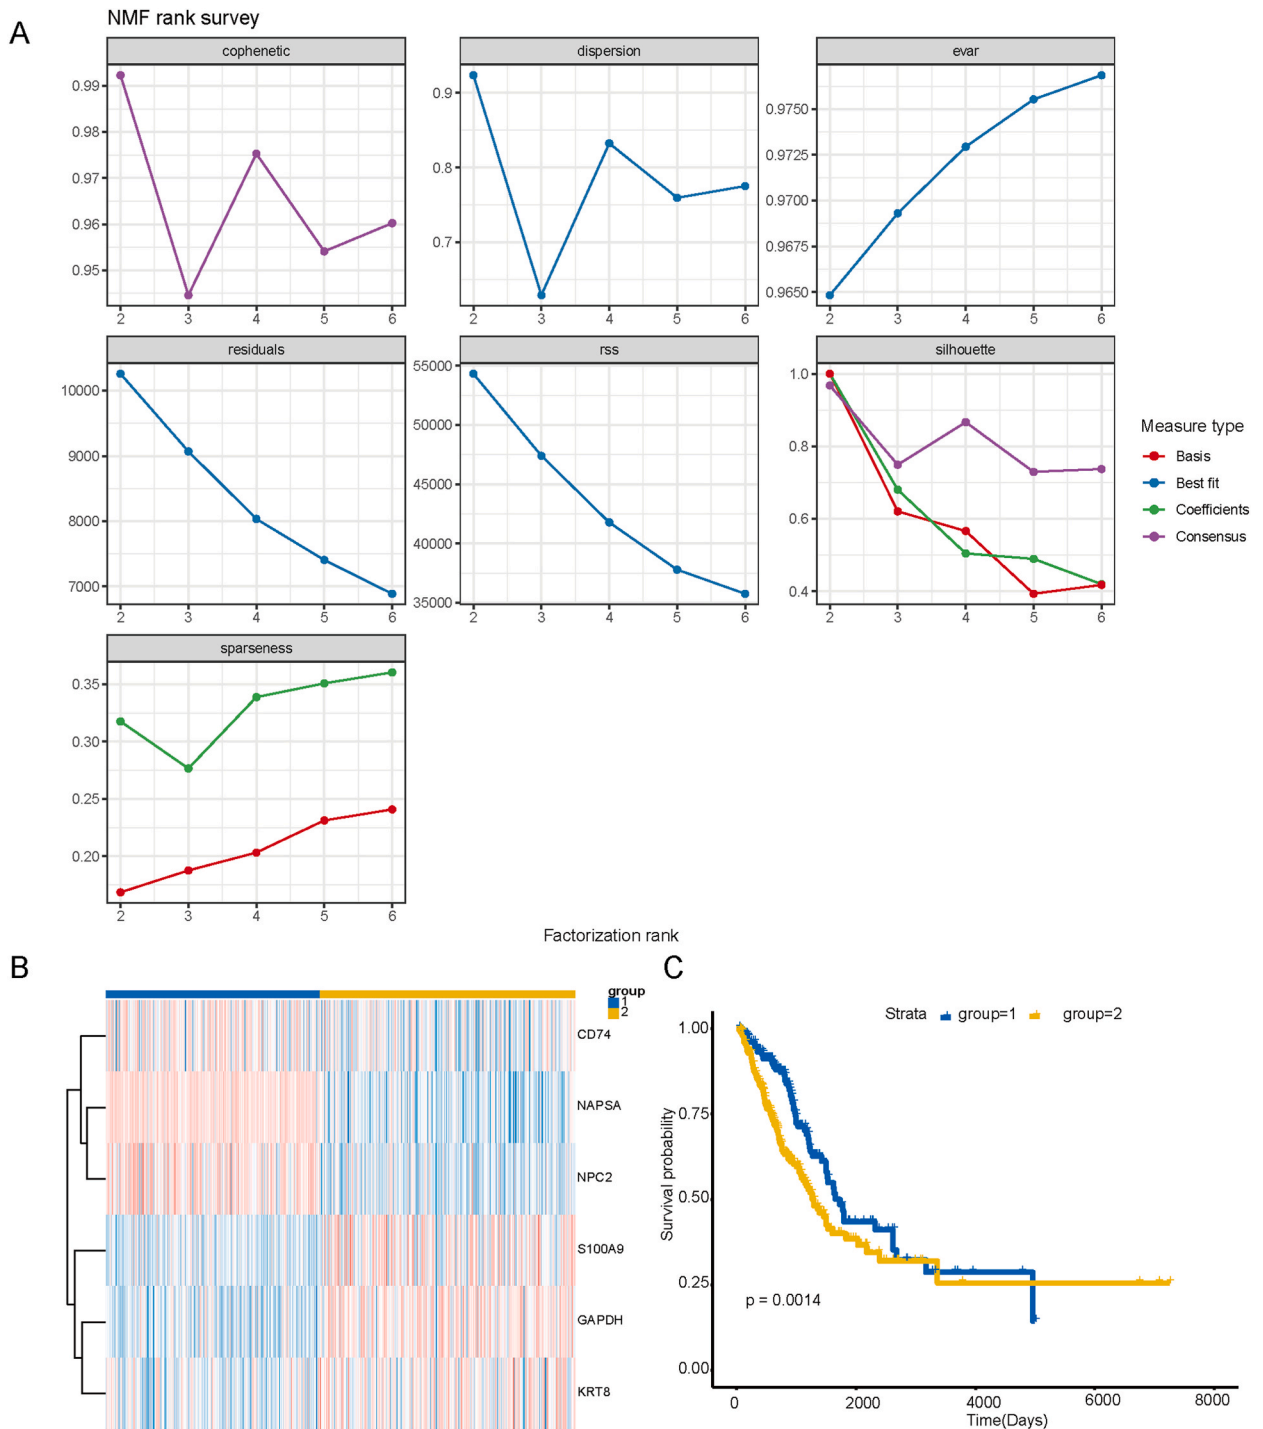 A
NMF rank survey
cophenetic
dispersion
evar
0.99
0.98
0.97
0.96
0.95
2 3 4 5 6
0.9
0.8
0.7
2 3 4 5 6
0.9750
0.9725
0.9700
0.9675
0.9650
2 3 4 5 6
residuals
rss
silhouette
10000
9000
8000
7000
2 3 4 5 6
55000
50000
45000
40000
35000
2 3 4 5 6
1.0
0.8
0.6
0.4
2 3 4 5 6
Measure type
Basis
Best fit
Coefficients
Consensus
sparseness
0.35
0.30
0.25
0.20
2 3 4 5 6
Factorization rank
B
group
1
2
CD74
NAPSA
NPC2
S100A9
GAPDH
KRT8
C
Strata group=1 group=2
Survival probability
1.00
0.75
0.50
0.25
0.00
p = 0.0014
0 2000 4000 6000 8000
Time(Days)